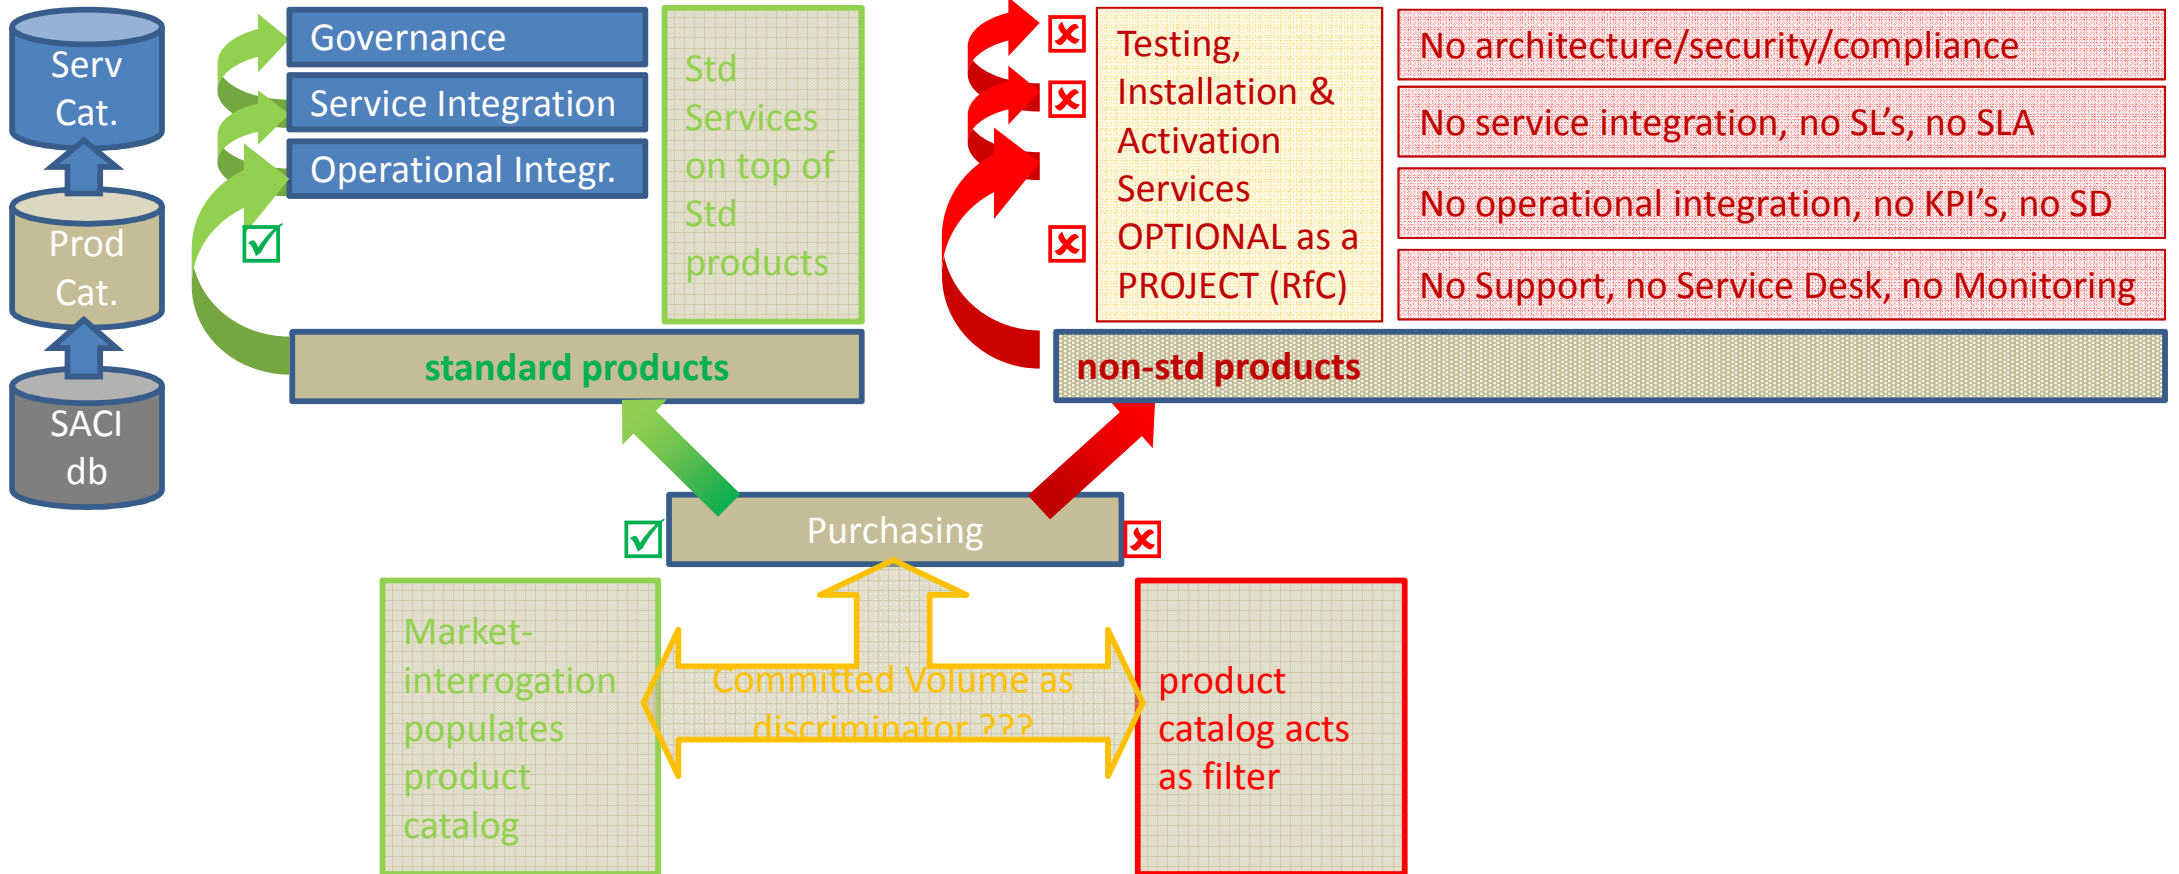 Serv
Cat.
Prod
Cat.
SACI
db
Governance
Service Integration
Operational Integr.
Std
Services
on top of
Std
products
standard products
Testing,
Installation &
Activation
Services
OPTIONAL as a
PROJECT (RfC)
No architecture/security/compliance
No service integration, no SL's, no SLA
No operational integration, no KPI's, no SD
No Support, no Service Desk, no Monitoring
non-std products
Purchasing
Market-
interrogation
populates
product
catalog
Committed Volume as
discriminator ???
product
catalog acts
as filter